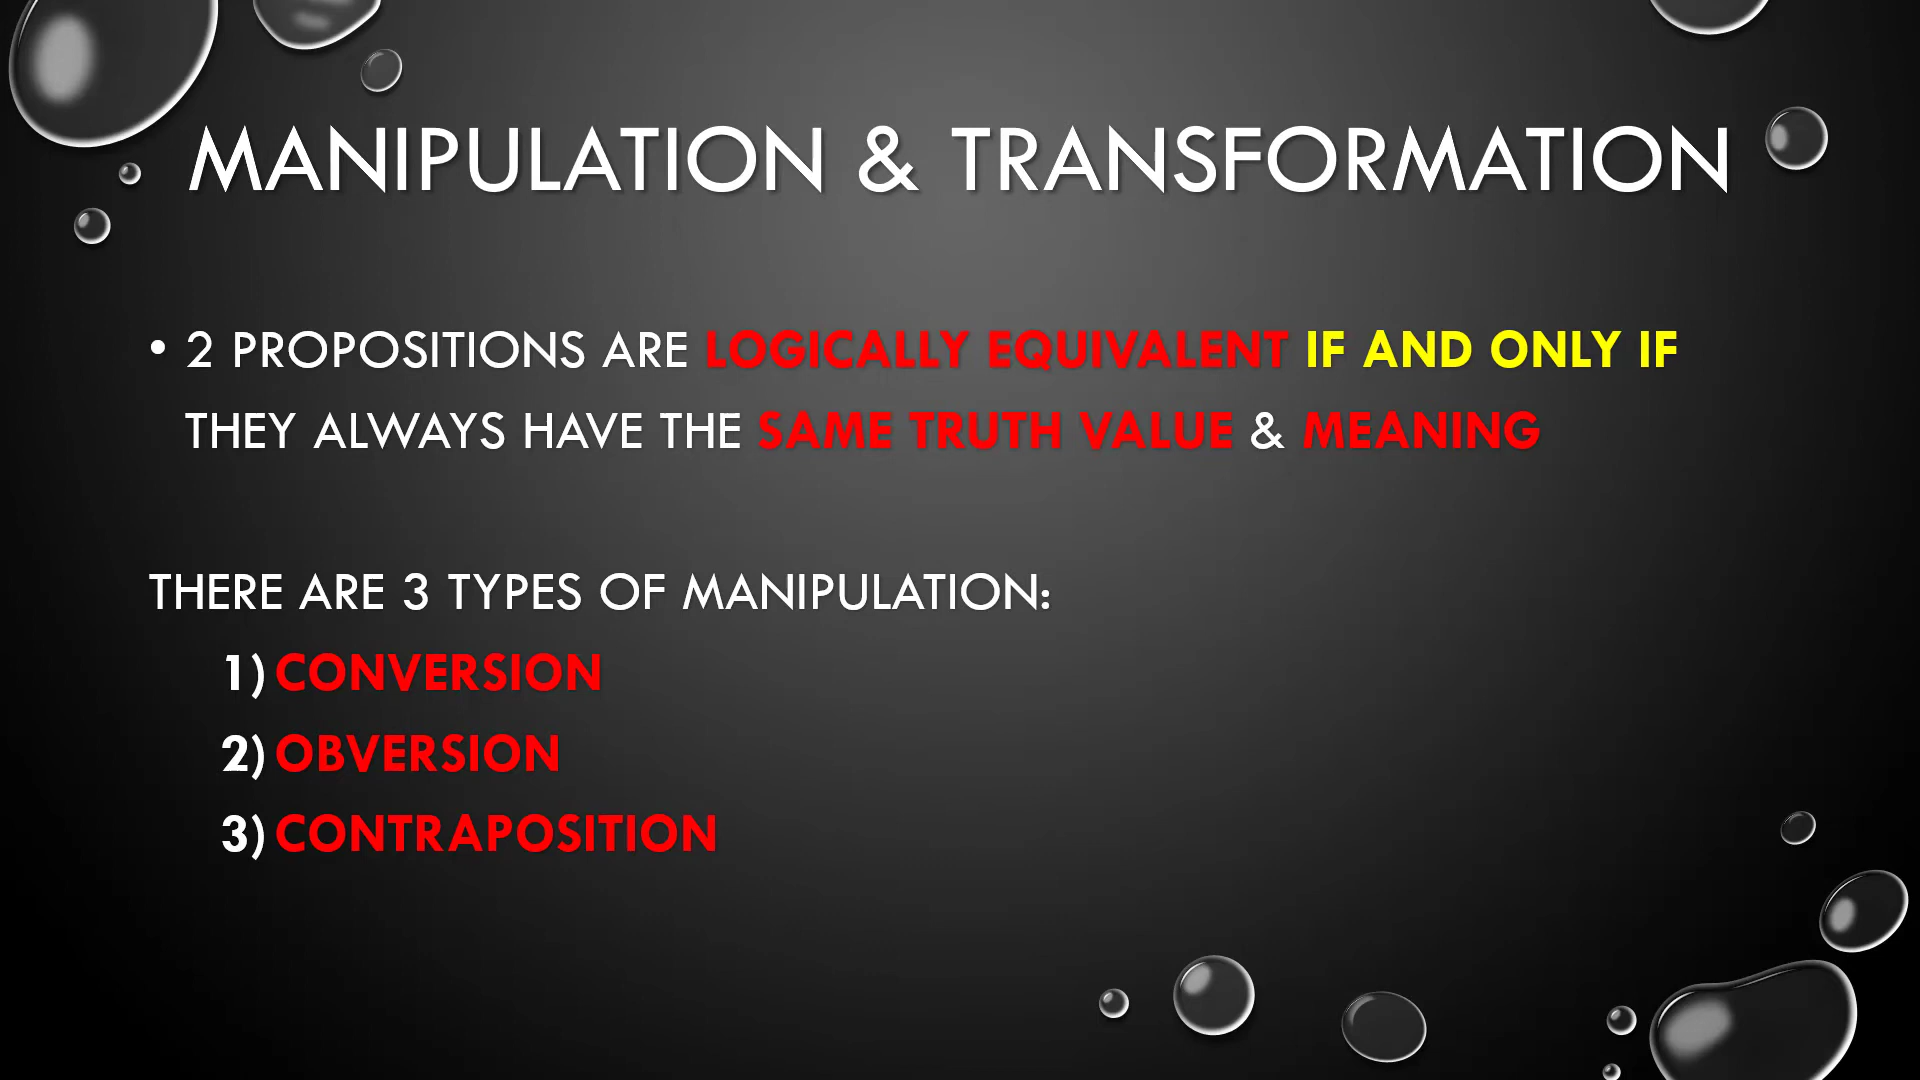 MANIPULATION & TRANSFORMATION
• 2 PROPOSITIONS ARE LOGICALLY EQUIVALENT IF AND ONLY IF
THEY ALWAYS HAVE THE SAME TRUTH VALUE & MEANING
THERE ARE 3 TYPES OF MANIPULATION:
1) CONVERSION
2) OBVERSION
3) CONTRAPOSITION